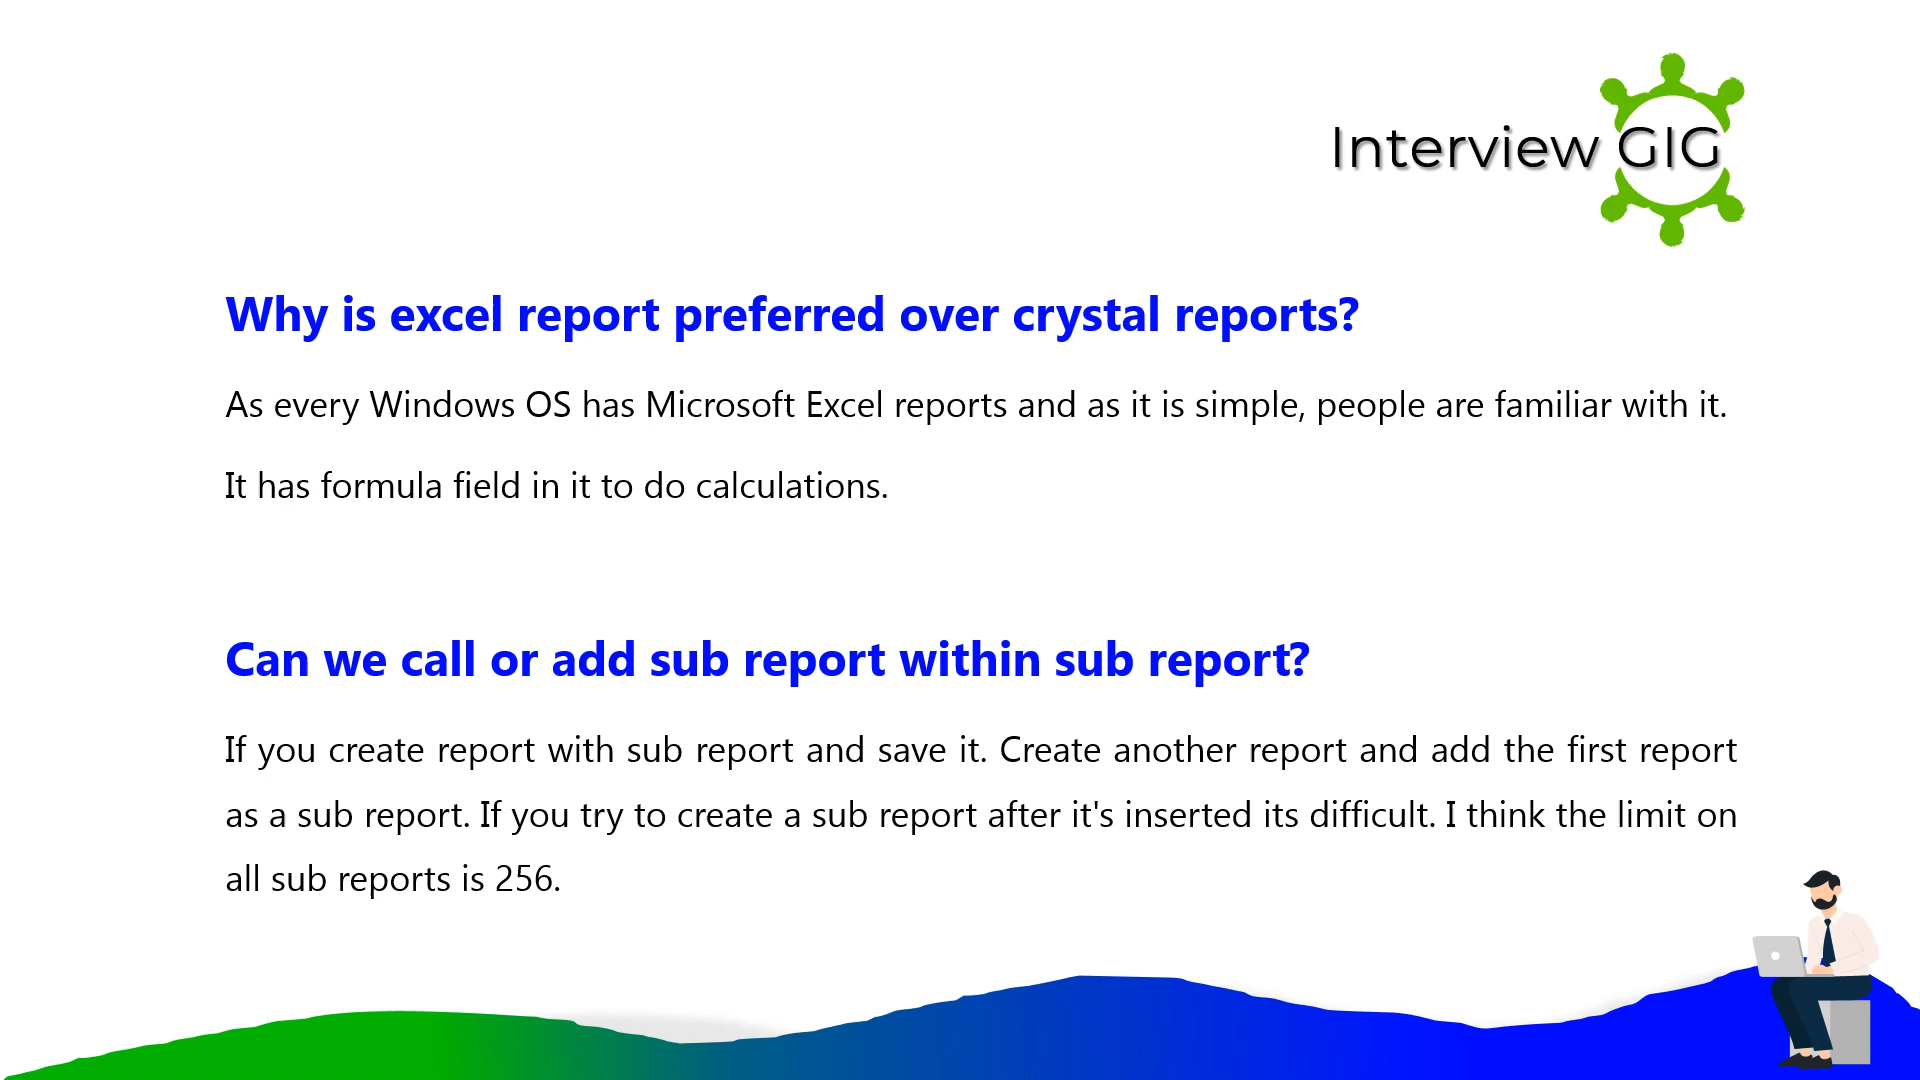 Interview GIG
Why is excel report preferred over crystal reports?
As every Windows OS has Microsoft Excel reports and as it is simple, people are familiar with it.
It has formula field in it to do calculations.
Can we call or add sub report within sub report?
If you create report with sub report and save it. Create another report and add the first report
as a sub report. If you try to create a sub report after it's inserted its difficult. I think the limit on
all sub reports is 256.